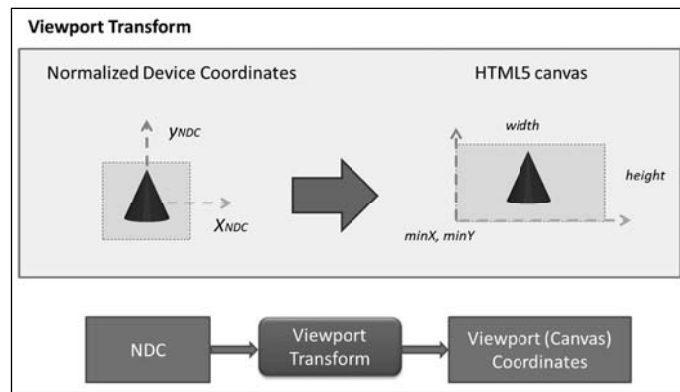 Viewport Transform
Normalized Device Coordinates
HTML5 canvas
yNDC
XNDC
width
height
minX, minY
NDC
Viewport
Transform
Viewport (Canvas)
Coordinates